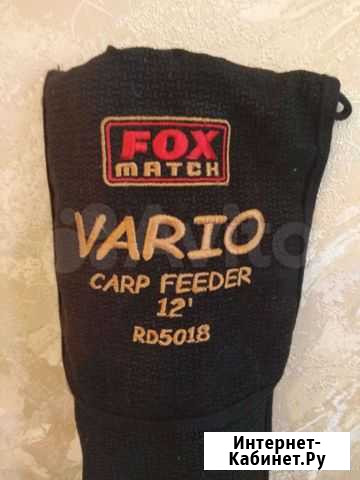 FOX
MATCH
VARIO
CARP FEEDER
12'
RD5018
Avito
Интернет-
Кабинет.Ру